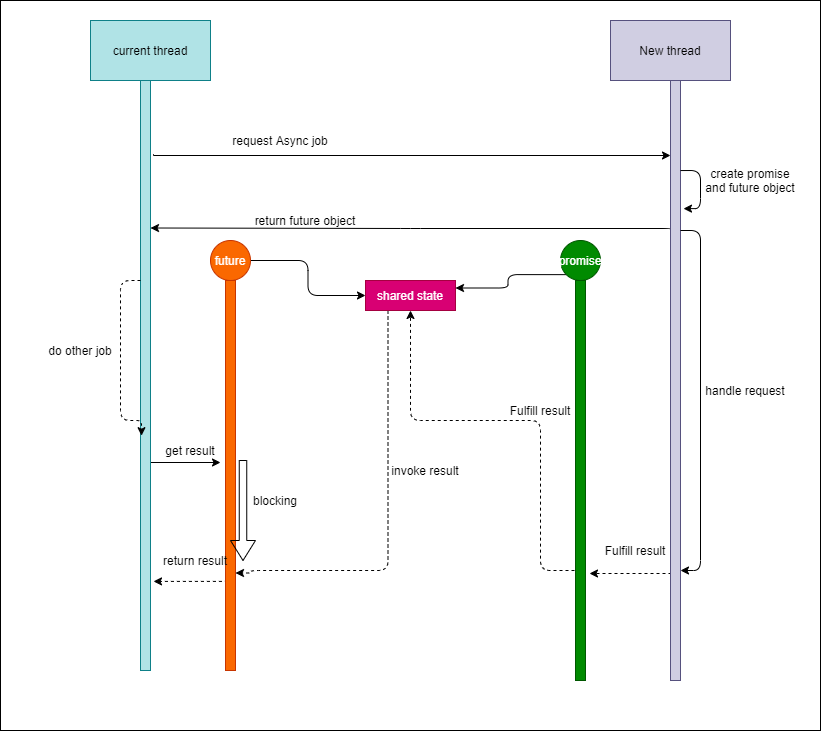 current thread
New thread
request Async job
create promise
and future object
return future object
future
promise
shared state
do other job
handle request
Fulfill result
get result
invoke result
blocking
Fulfill result
return result